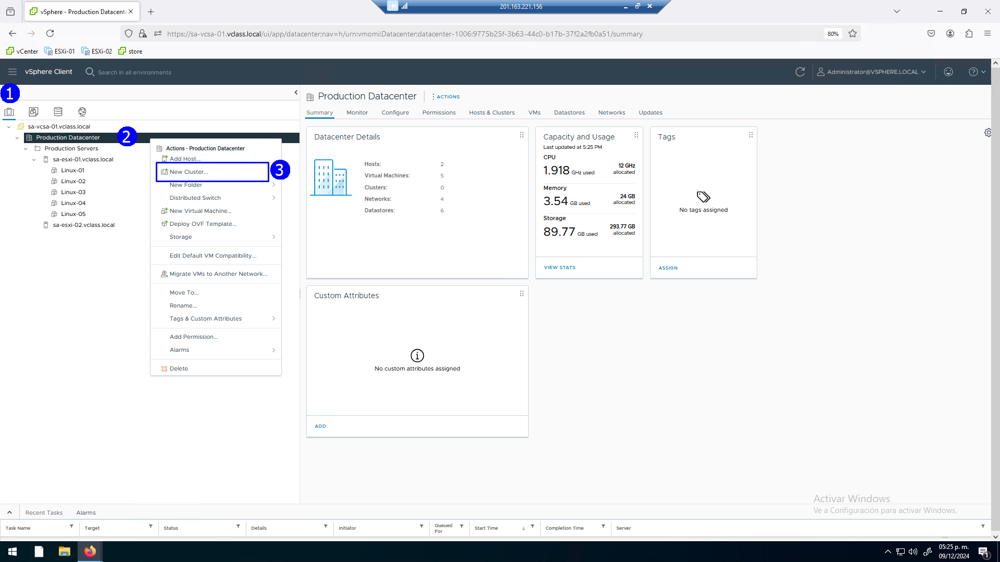 vSphere - Production Datacent
201.163.221.156
https://sa-vcsa-01.vclass.local/ui/app/datacenter;nav=h/urn:vmomi:Datacenter:datacenter-1006:9775b25f-3b63-44c0-b17b-37f2a2fb0a51/summary
80%
vCenter
ESXi-01
ESXi-02
store
vSphere Client
Search in all environments
Administrator@VSPHERE.LOCAL
1
Production Datacenter
ACTIONS
Summary
Monitor
Configure
Permissions
Hosts & Clusters
VMs
Datastores
Networks
Updates
sa-vcsa-01.vclass.local
Production Datacenter
2
Production Servers
sa-esxi-01.vclass.local
Linux-01
Linux-02
Linux-03
Linux-04
Linux-05
sa-esxi-02.vclass.local
Actions - Production Datacenter
Add Host...
New Cluster...
3
New Folder
Distributed Switch
New Virtual Machine...
Deploy OVF Template...
Storage
Edit Default VM Compatibility...
Migrate VMs to Another Network...
Move To...
Rename...
Tags & Custom Attributes
Add Permission...
Alarms
Delete
Datacenter Details
Hosts: 2
Virtual Machines: 5
Clusters: 0
Networks: 4
Datastores: 6
Capacity and Usage
Last updated at 5:25 PM
CPU
1.918 GHz used
12 GHz
allocated
Memory
3.54 GB used
24 GB
allocated
Storage
89.77 GB used
293.77 GB
allocated
VIEW STATS
Tags
No tags assigned
ASSIGN
Custom Attributes
No custom attributes assigned
ADD
Activar Windows
Ve a Configuración para activar Windows.
Recent Tasks
Alarms
Task Name
Target
Status
Details
Initiator
Queued
For
Start Time
Completion Time
Server
05:25 p. m.
09/12/2024
1